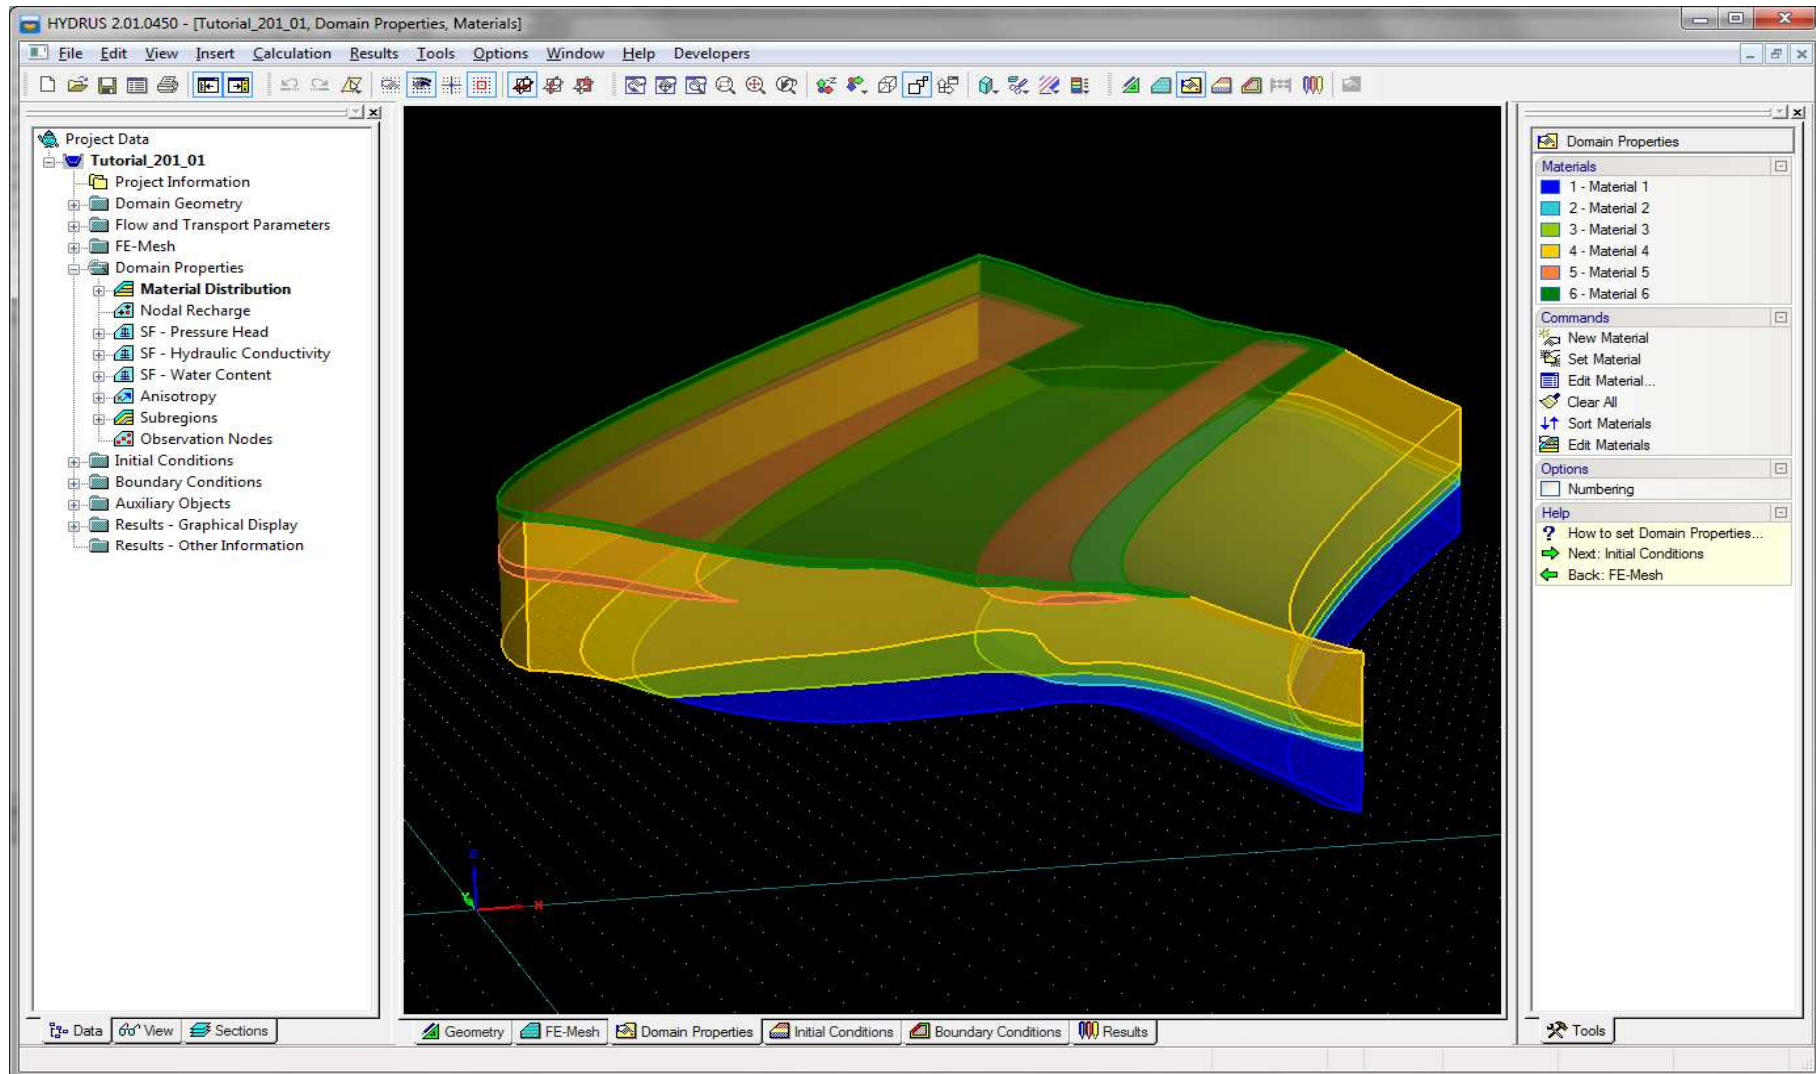 HYDRUS 2.01.0450 - [Tutorial_201_01, Domain Properties, Materials]
File Edit View Insert Calculation Results Tools Options Window Help Developers
Project Data
Tutorial_201_01
Project Information
Domain Geometry
Flow and Transport Parameters
FE-Mesh
Domain Properties
Material Distribution
Nodal Recharge
SF - Pressure Head
SF - Hydraulic Conductivity
SF - Water Content
Anisotropy
Subregions
Observation Nodes
Initial Conditions
Boundary Conditions
Auxiliary Objects
Results - Graphical Display
Results - Other Information
Data View Sections
Z
Y
X
Geometry FE-Mesh Domain Properties Initial Conditions Boundary Conditions Results
Domain Properties
Materials
1 - Material 1
2 - Material 2
3 - Material 3
4 - Material 4
5 - Material 5
6 - Material 6
Commands
New Material
Set Material
Edit Material...
Clear All
Sort Materials
Edit Materials
Options
Numbering
Help
How to set Domain Properties...
Next: Initial Conditions
Back: FE-Mesh
Tools